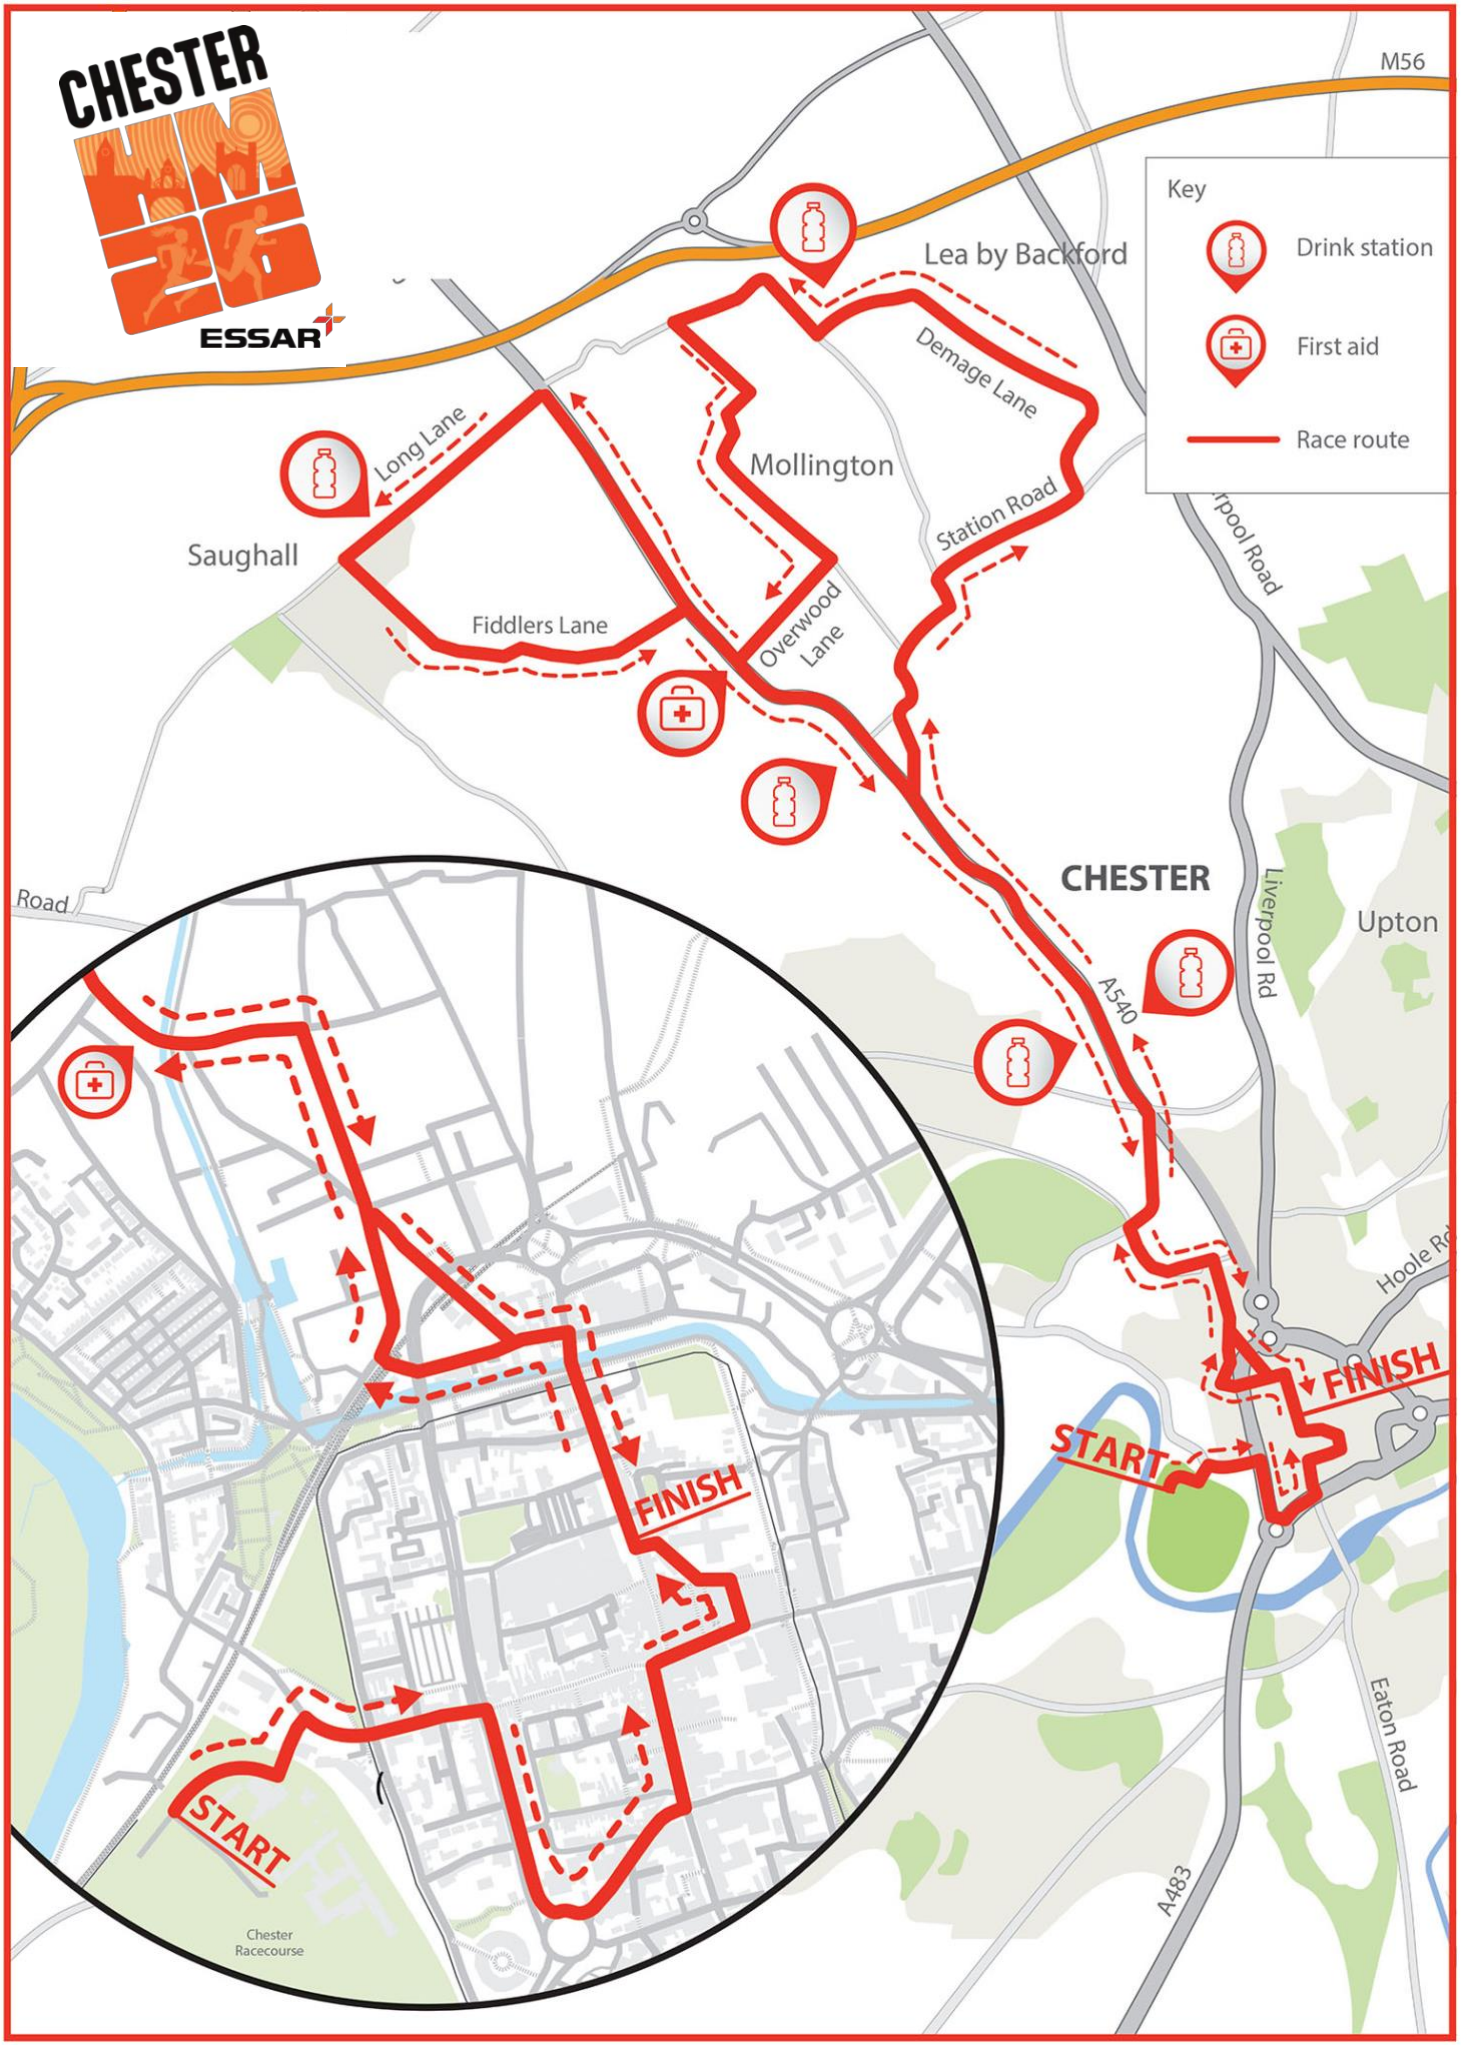 CHESTER
HM
26
ESSAR
M56
Key
Drink station
First aid
Race route
Lea by Backford
Demage Lane
Long Lane
Mollington
Station Road
Saughall
Fiddlers Lane
Overwood
Lane
rpool Road
CHESTER
Liverpool Rd
Upton
Road
A540
Hoole Rd
FINISH
START
FINISH
START
Eaton Road
A483
Chester
Racecourse